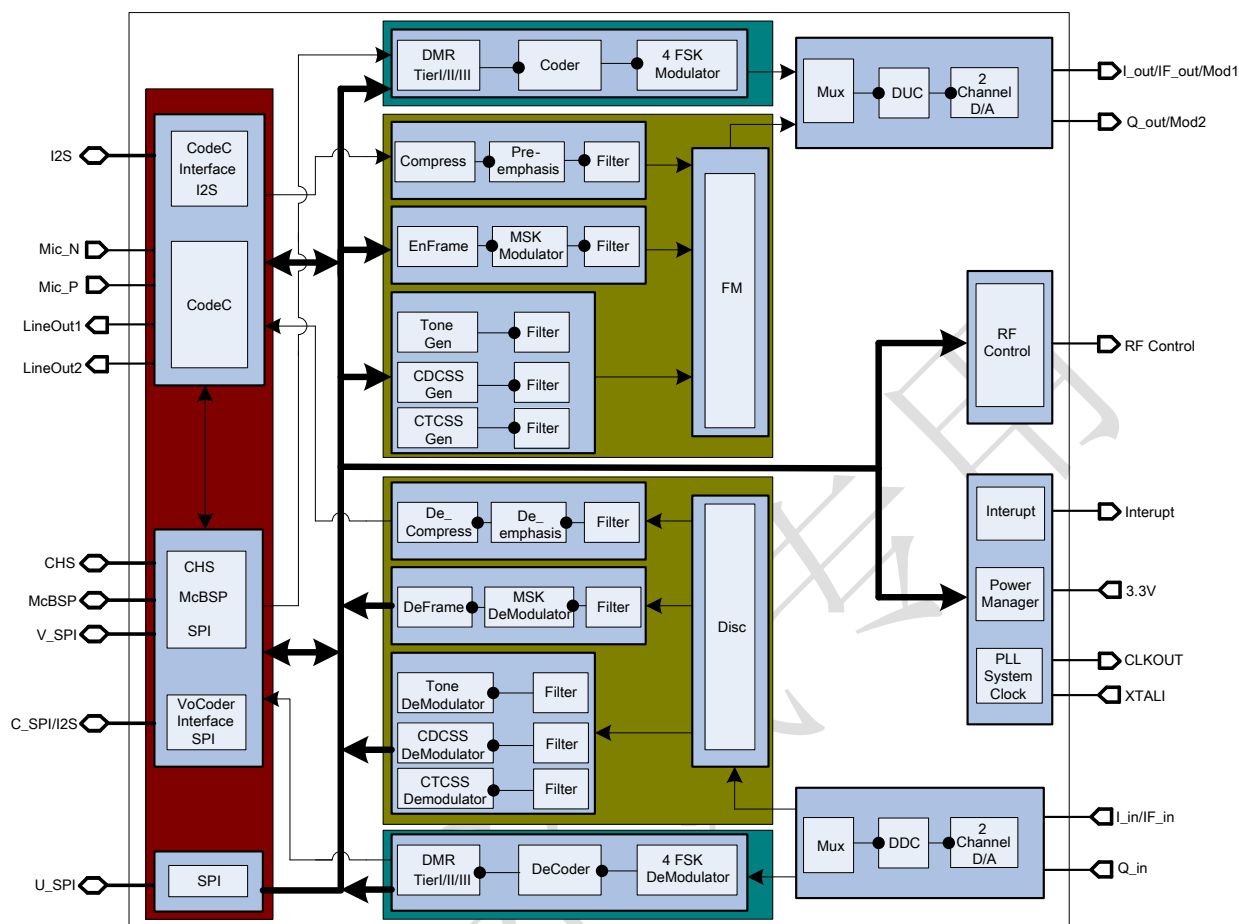 I2S
Mic_N
Mic_P
LineOut1
LineOut2
CHS
McBSP
V_SPI
C_SPI/I2S
U_SPI
CodeC
Interface
I2S
CodeC
CHS
McBSP
SPI
VoCoder
Interface
SPI
SPI
DMR
TierI/II/III
Coder
4 FSK
Modulator
Compress
Pre-
emphasis
Filter
EnFrame
MSK
Modulator
Filter
Tone
Gen
Filter
CDCSS
Gen
Filter
CTCSS
Gen
Filter
FM
De_
Compress
De_
emphasis
Filter
DeFrame
MSK
DeModulator
Filter
Tone
DeModulator
Filter
CDCSS
DeModulator
Filter
CTCSS
Demodulator
Filter
Disc
DMR
TierI/II/III
DeCoder
4 FSK
DeModulator
Mux
DUC
2
Channel
D/A
RF
Control
Interupt
Power
Manager
PLL
System
Clock
Mux
DDC
2
Channel
D/A
I_out/IF_out/Mod1
Q_out/Mod2
RF Control
Interupt
3.3V
CLKOUT
XTALI
I_in/IF_in
Q_in
专用